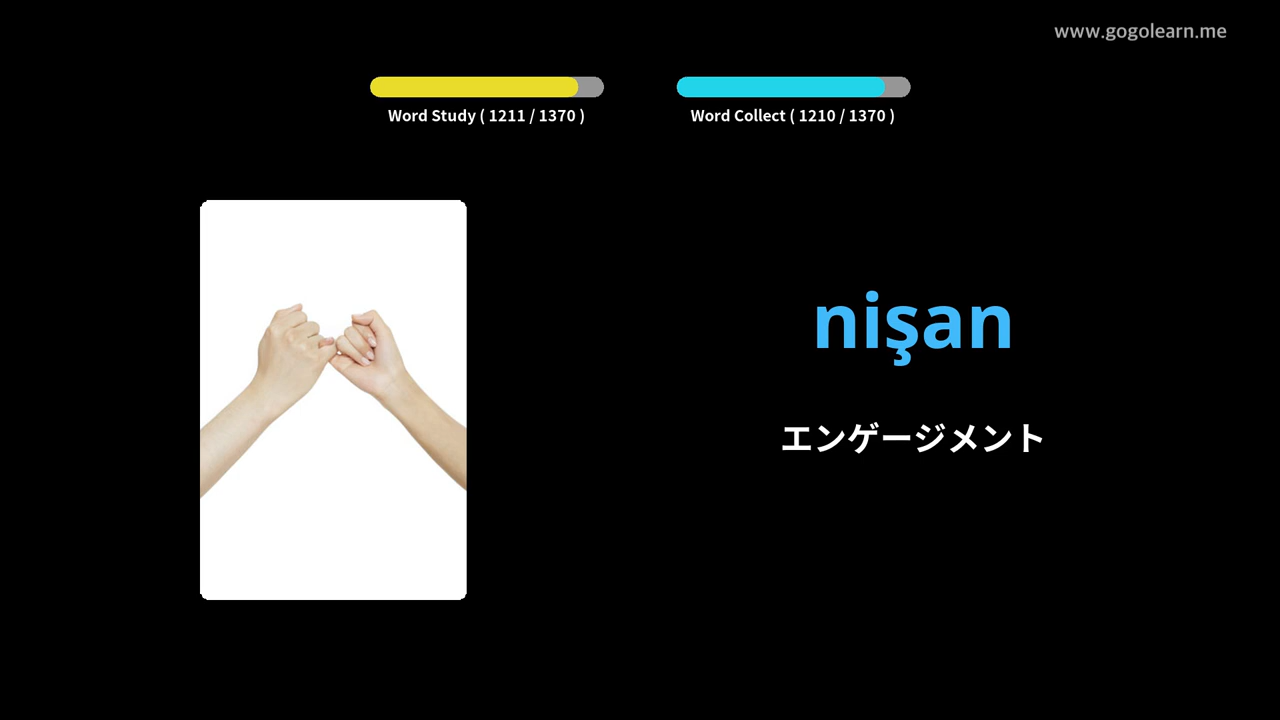 www.gogolearn.me
Word Study ( 1211 / 1370 )
Word Collect ( 1210 / 1370 )
nişan
エンゲージメント